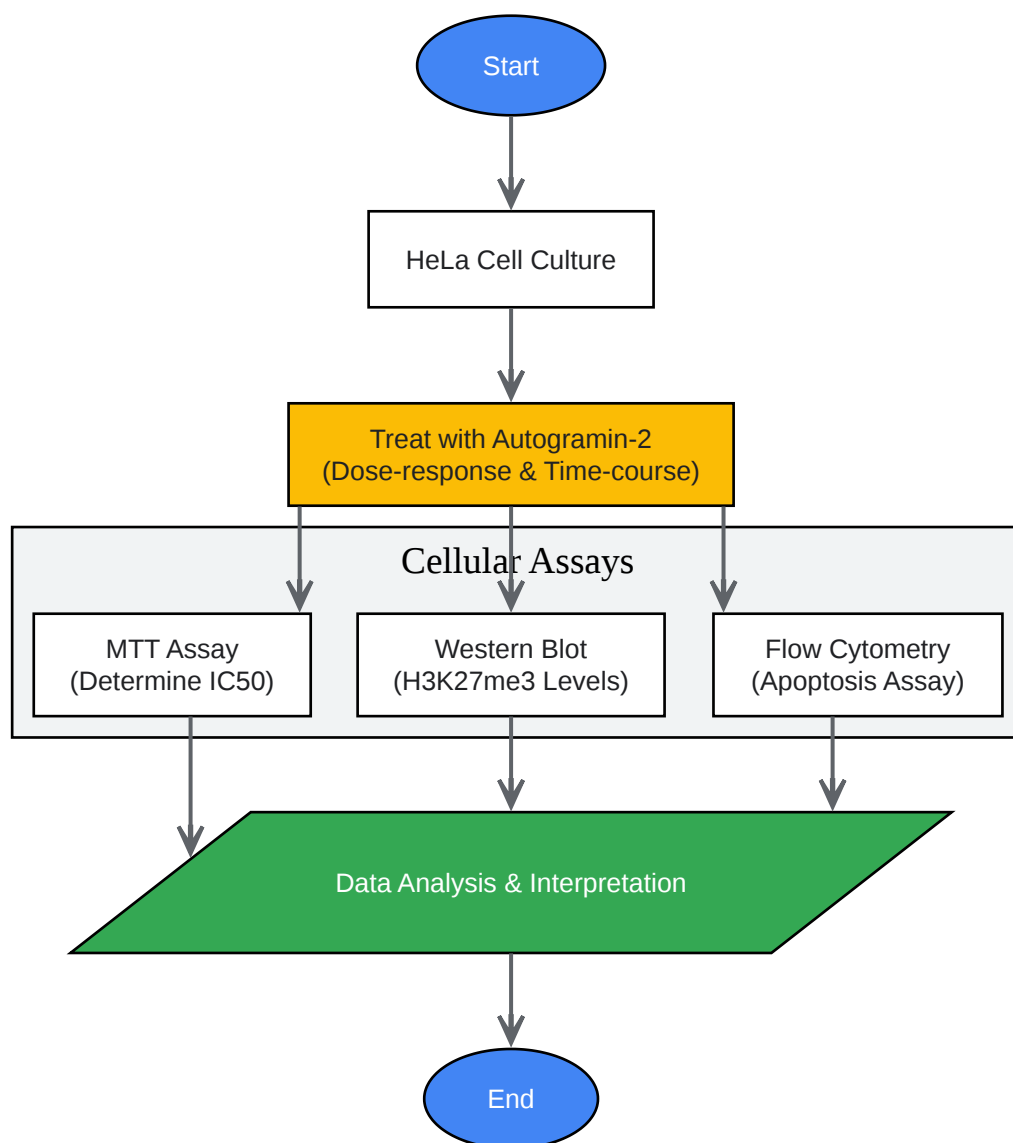 Start
HeLa Cell Culture
Treat with Autogramin-2
(Dose-response & Time-course)
Cellular Assays
MTT Assay
(Determine IC50)
Western Blot
(H3K27me3 Levels)
Flow Cytometry
(Apoptosis Assay)
Data Analysis & Interpretation
End